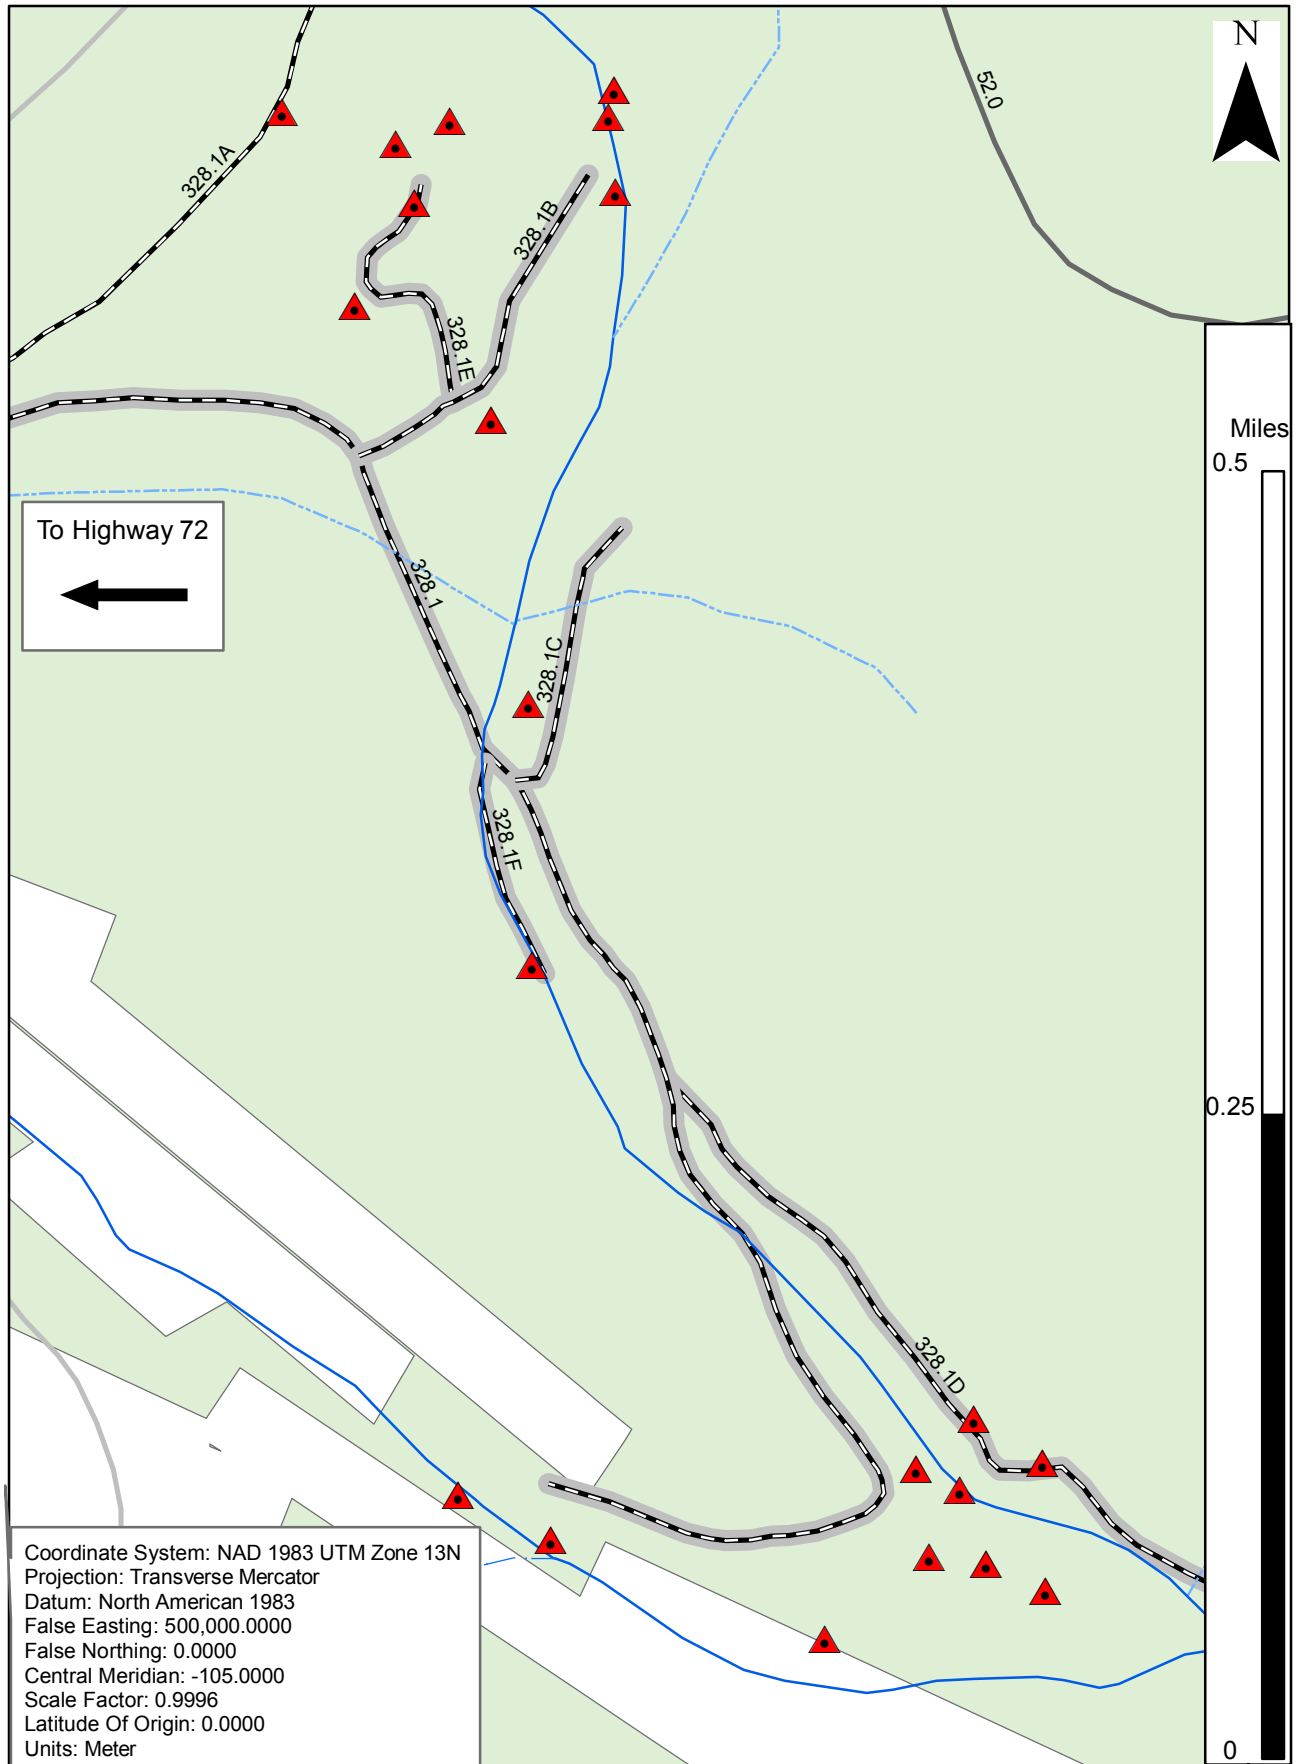 N
52.0
328.1A
328.1B
328.1E
Miles
0.5
To Highway 72
328.1
328.1C
328.1F
0.25
328.1D
Coordinate System: NAD 1983 UTM Zone 13N
Projection: Transverse Mercator
Datum: North American 1983
False Easting: 500,000.0000
False Northing: 0.0000
Central Meridian: -105.0000
Scale Factor: 0.9996
Latitude Of Origin: 0.0000
Units: Meter
0